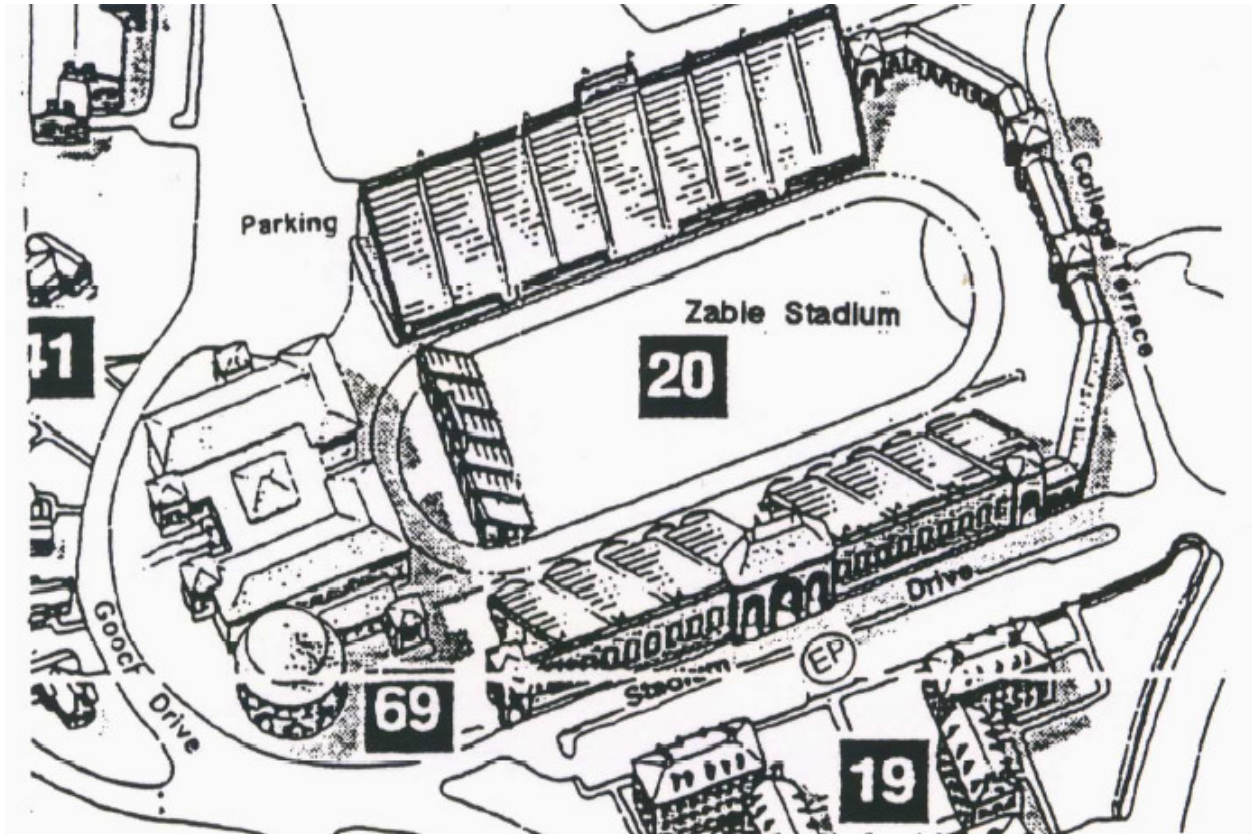 Parking
Zable Stadium
20
41
College Terrace
Gooch
Drive
Stadium Drive
EP
69
19